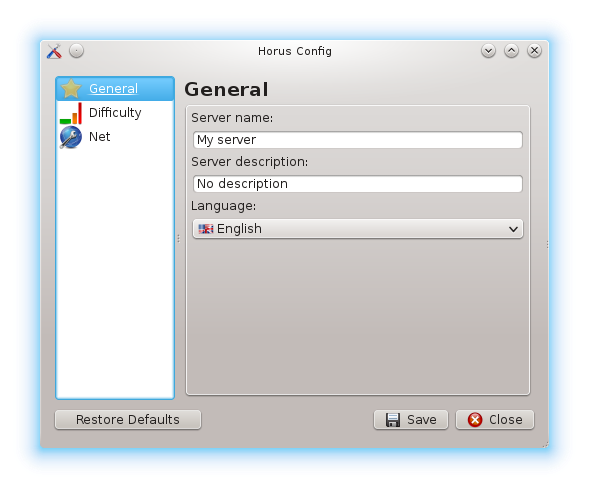 Horus Config
General
Difficulty
Net
General
Server name:
My server
Server description:
No description
Language:
English
Restore Defaults
Save
Close